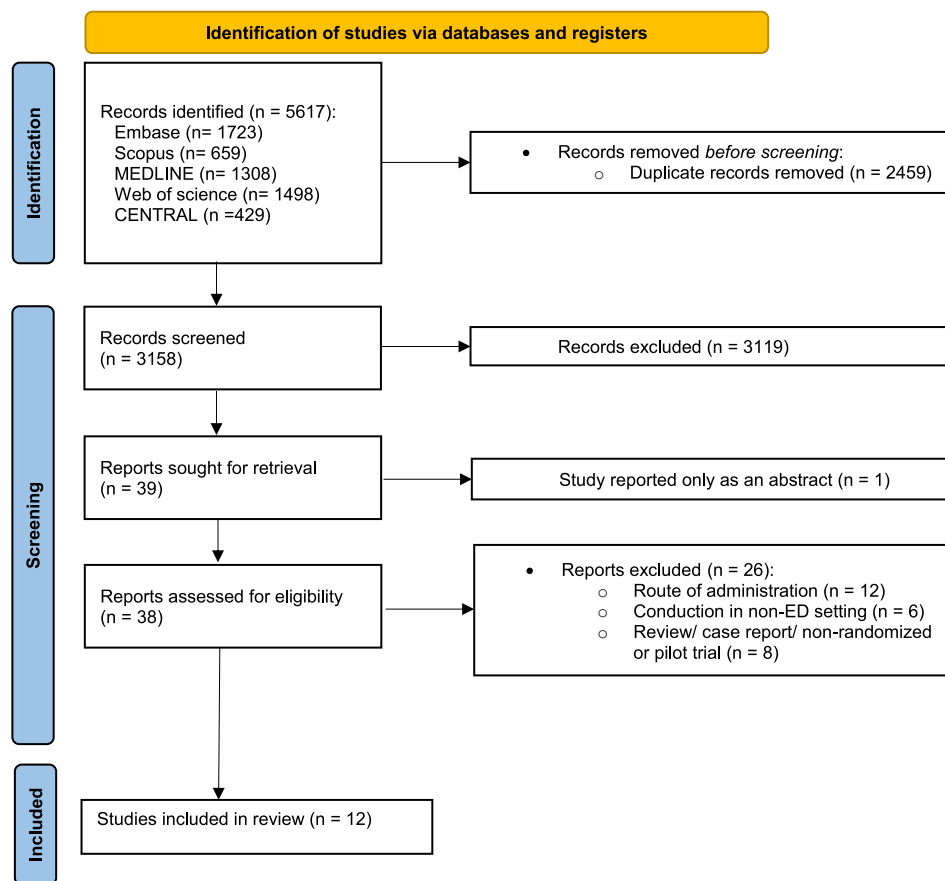 Identification of studies via databases and registers
Identification
Records identified (n = 5617):
Embase (n= 1723)
Scopus (n= 659)
MEDLINE (n= 1308)
Web of science (n= 1498)
CENTRAL (n =429)
• Records removed before screening:
o Duplicate records removed (n = 2459)
Screening
Records screened
(n = 3158)
Records excluded (n = 3119)
Reports sought for retrieval
(n = 39)
Study reported only as an abstract (n = 1)
Reports assessed for eligibility
(n = 38)
• Reports excluded (n = 26):
o Route of administration (n = 12)
o Conduction in non-ED setting (n = 6)
o Review/ case report/ non-randomized
or pilot trial (n = 8)
Included
Studies included in review (n = 12)